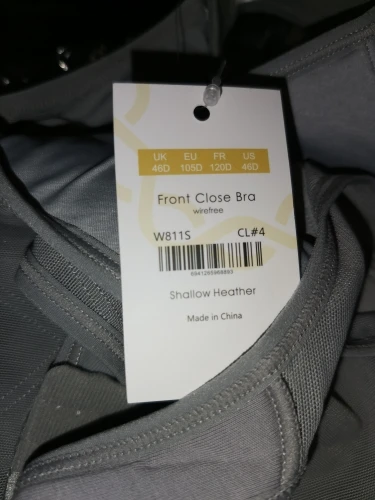 UK EU FR US
46D 105D 120D 46D
Front Close Bra
wirefree
W811S CL#4
6941265968893
Shallow Heather
Made in China